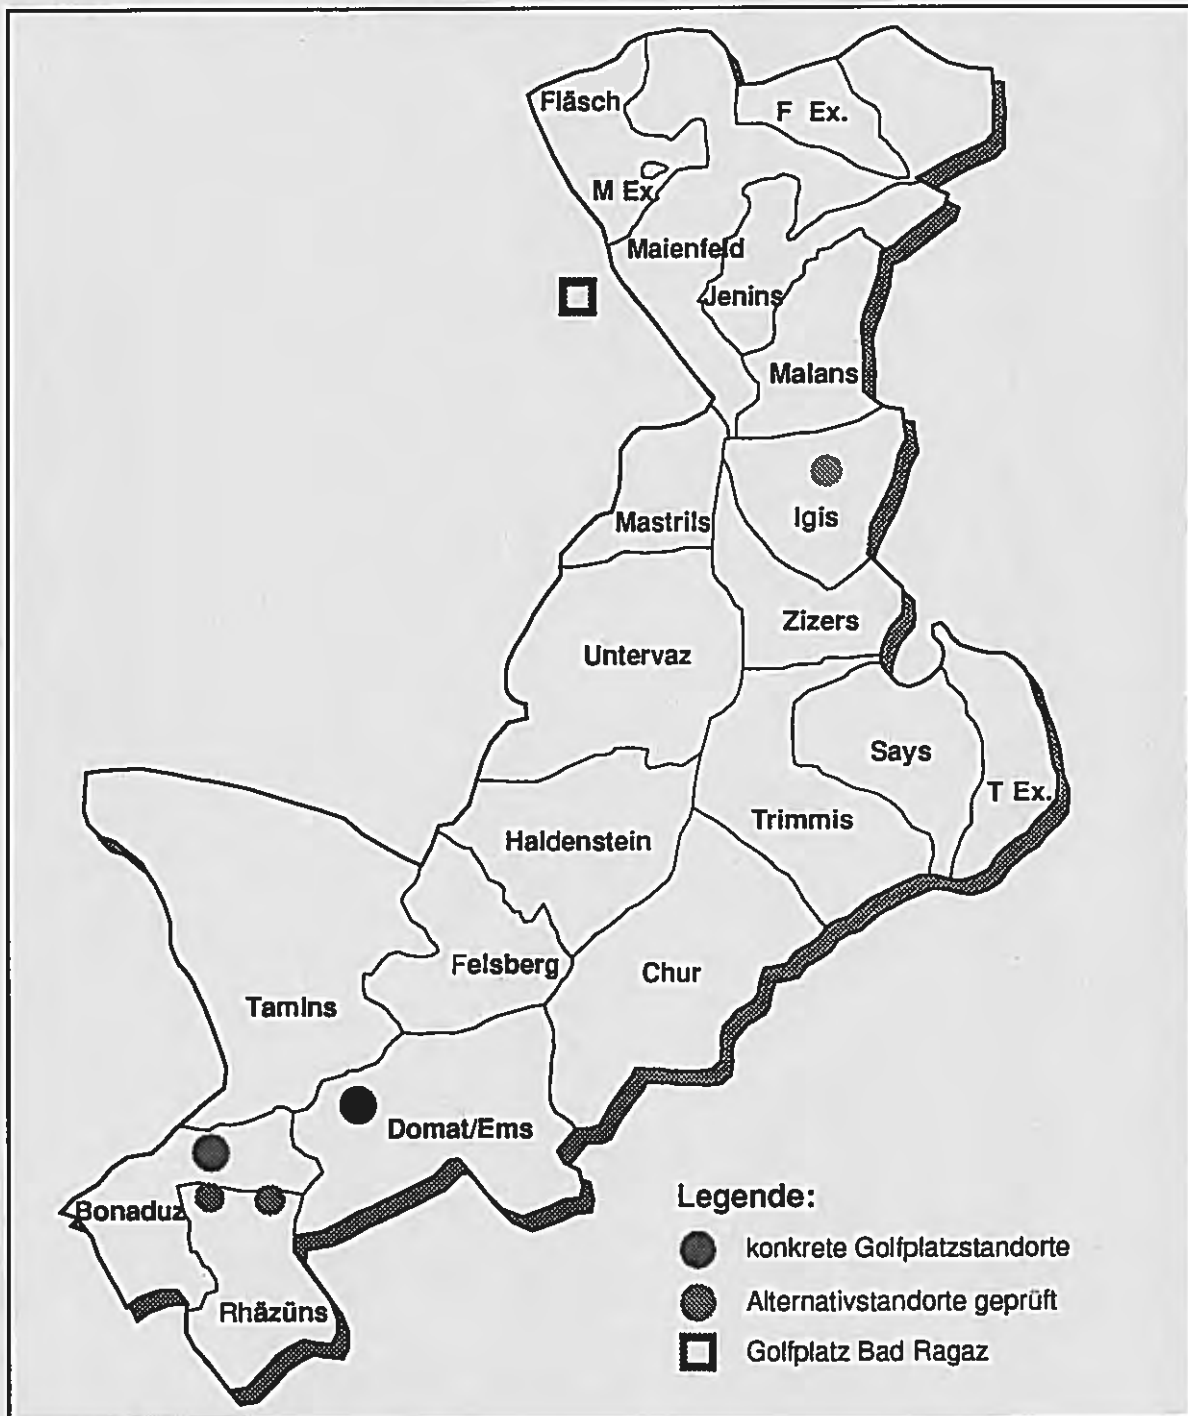 Fläsch
F Ex.
M Ex.
Maienfeld
Jenins
Malans
Igis
Mastrils
Zizers
Untervaz
Says
T Ex.
Trimmis
Haldenstein
Felsberg
Chur
Tamins
Domat/Ems
Bonaduz
Rhäzüns
Legende:
konkrete Golfplatzstandorte
Alternativstandorte geprüft
Golfplatz Bad Ragaz